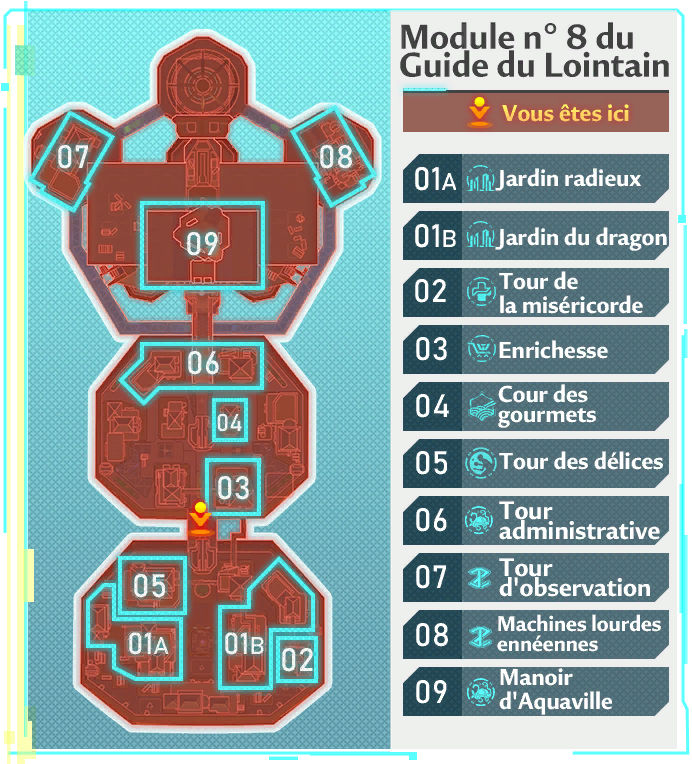 Module n° 8 du
Guide du Lointain
Vous êtes ici
01A Jardin radieux
01B Jardin du dragon
02 Tour de
la miséricorde
03 Enrichesse
04 Cour des
gourmets
05 Tour des délices
06 Tour
administrative
07 Tour
d'observation
08 Machines lourdes
ennéennes
09 Manoir
d'Aquaville
07
08
09
06
04
03
05
01A
01B
02